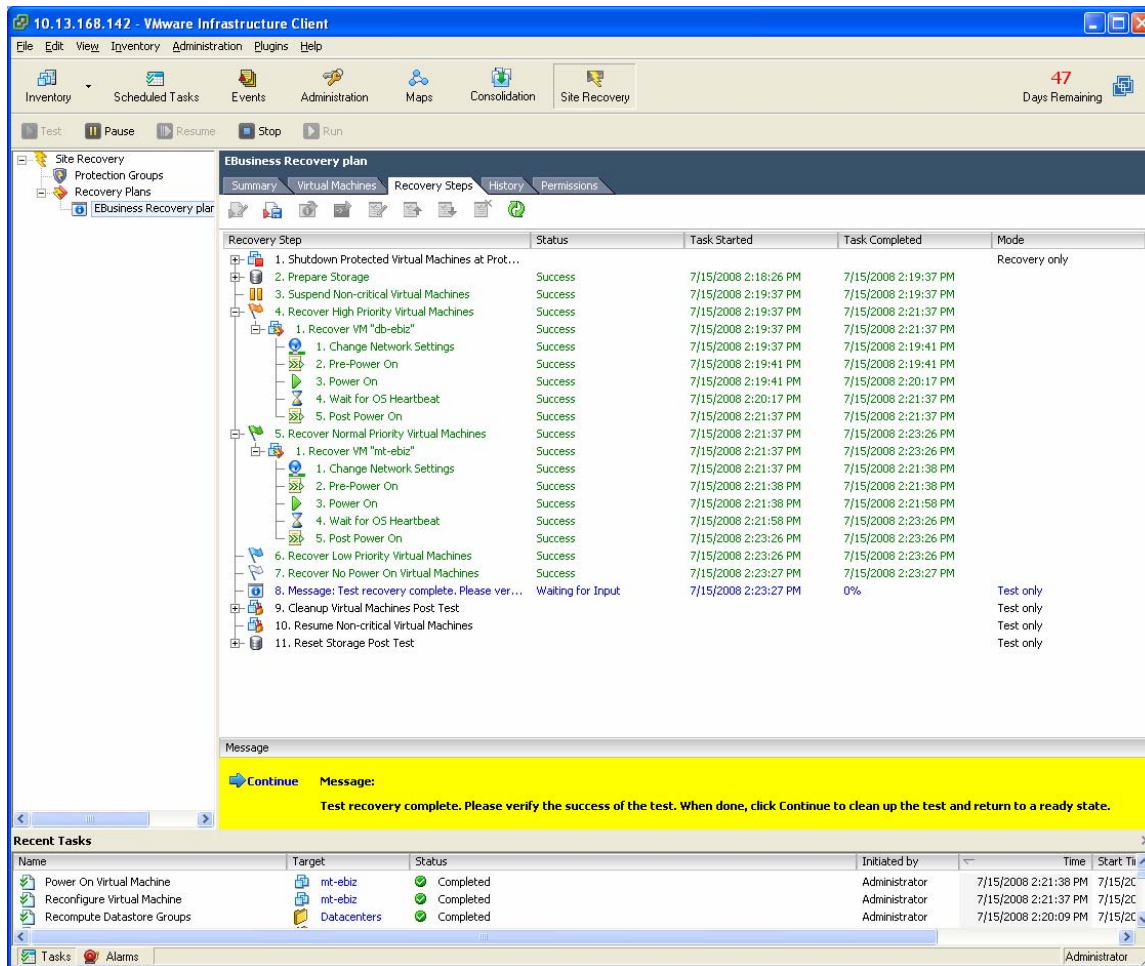 10.13.168.142 - VMware Infrastructure Client
File Edit View Inventory Administration Plugins Help
Inventory Scheduled Tasks Events Administration Maps Consolidation Site Recovery 47 Days Remaining
Test Pause Resume Stop Run
Site Recovery
Protection Groups
Recovery Plans
EBusiness Recovery plan
EBusiness Recovery plan
Summary Virtual Machines Recovery Steps History Permissions
Recovery Step Status Task Started Task Completed Mode
1. Shutdown Protected Virtual Machines at Prot... Recovery only
2. Prepare Storage Success 7/15/2008 2:18:26 PM 7/15/2008 2:19:37 PM
3. Suspend Non-critical Virtual Machines Success 7/15/2008 2:19:37 PM 7/15/2008 2:19:37 PM
4. Recover High Priority Virtual Machines Success 7/15/2008 2:19:37 PM 7/15/2008 2:21:37 PM
1. Recover VM "db-ebiz" Success 7/15/2008 2:19:37 PM 7/15/2008 2:21:37 PM
1. Change Network Settings Success 7/15/2008 2:19:37 PM 7/15/2008 2:19:41 PM
2. Pre-Power On Success 7/15/2008 2:19:41 PM 7/15/2008 2:19:41 PM
3. Power On Success 7/15/2008 2:19:41 PM 7/15/2008 2:20:17 PM
4. Wait for OS Heartbeat Success 7/15/2008 2:20:17 PM 7/15/2008 2:21:37 PM
5. Post Power On Success 7/15/2008 2:21:37 PM 7/15/2008 2:21:37 PM
5. Recover Normal Priority Virtual Machines Success 7/15/2008 2:21:37 PM 7/15/2008 2:23:26 PM
1. Recover VM "mt-ebiz" Success 7/15/2008 2:21:37 PM 7/15/2008 2:23:26 PM
1. Change Network Settings Success 7/15/2008 2:21:37 PM 7/15/2008 2:21:38 PM
2. Pre-Power On Success 7/15/2008 2:21:38 PM 7/15/2008 2:21:38 PM
3. Power On Success 7/15/2008 2:21:38 PM 7/15/2008 2:21:58 PM
4. Wait for OS Heartbeat Success 7/15/2008 2:21:58 PM 7/15/2008 2:23:26 PM
5. Post Power On Success 7/15/2008 2:23:26 PM 7/15/2008 2:23:26 PM
6. Recover Low Priority Virtual Machines Success 7/15/2008 2:23:26 PM 7/15/2008 2:23:26 PM
7. Recover No Power On Virtual Machines Success 7/15/2008 2:23:27 PM 7/15/2008 2:23:27 PM
8. Message: Test recovery complete. Please ver... Waiting for Input 7/15/2008 2:23:27 PM 0% Test only
9. Cleanup Virtual Machines Post Test Test only
10. Resume Non-critical Virtual Machines Test only
11. Reset Storage Post Test Test only
Message
Continue Message:
Test recovery complete. Please verify the success of the test. When done, click Continue to clean up the test and return to a ready state.
Recent Tasks
Name Target Status Initiated by Time Start Ti
Power On Virtual Machine mt-ebiz Completed Administrator 7/15/2008 2:21:38 PM 7/15/20
Reconfigure Virtual Machine mt-ebiz Completed Administrator 7/15/2008 2:21:37 PM 7/15/20
Recompute Datastore Groups Datacenters Completed Administrator 7/15/2008 2:20:09 PM 7/15/20
Tasks Alarms Administrator